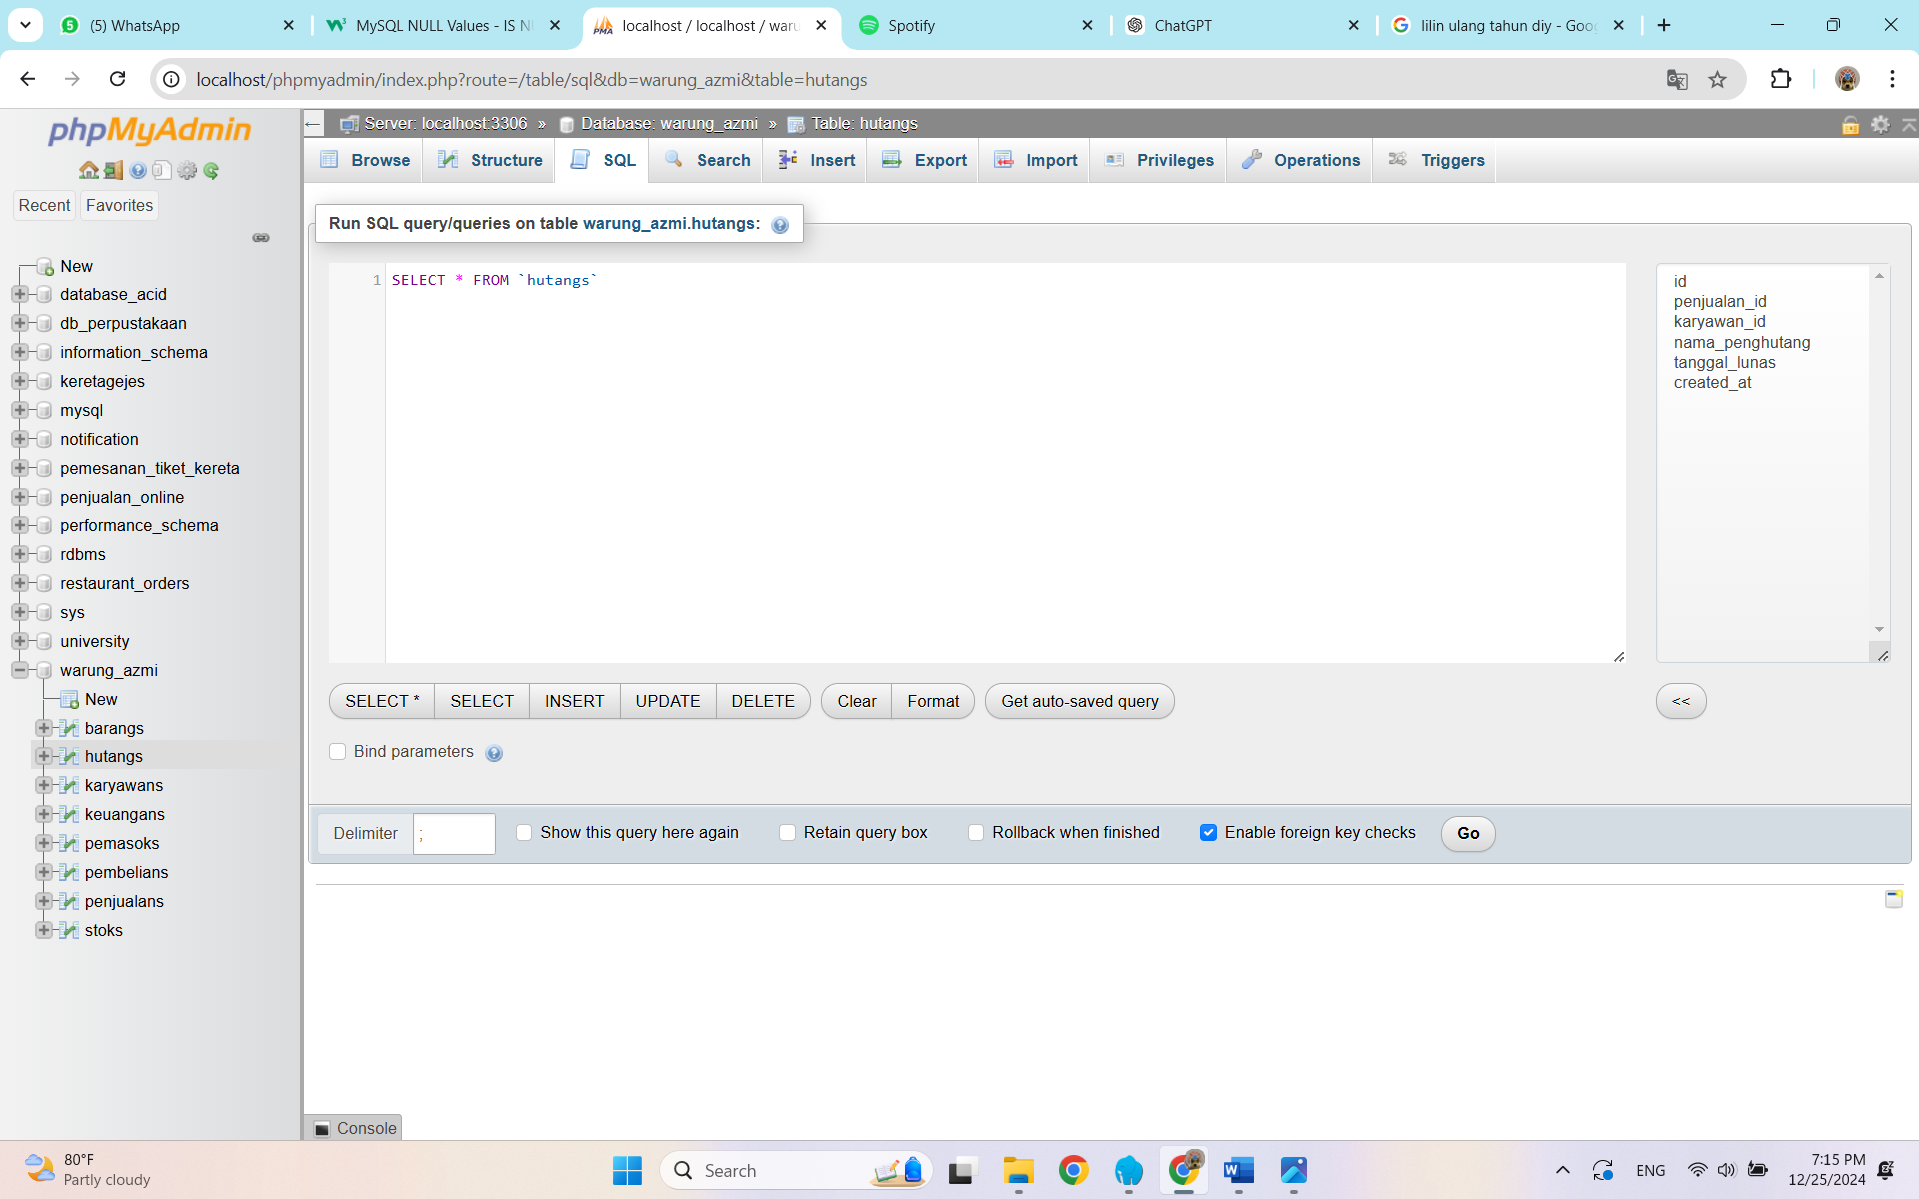 (5) WhatsApp
MySQL NULL Values - IS N
localhost / localhost / waru
Spotify
ChatGPT
lilin ulang tahun diy - Goo
localhost/phpmyadmin/index.php?route=/table/sql&db=warung_azmi&table=hutangs
phpMyAdmin
Recent
Favorites
New
database_acid
db_perpustakaan
information_schema
keretagejes
mysql
notification
pemesanan_tiket_kereta
penjualan_online
performance_schema
rdbms
restaurant_orders
sys
university
warung_azmi
New
barangs
hutangs
karyawans
keuangans
pemasoks
pembelians
penjualans
stoks
Server: localhost:3306 » Database: warung_azmi » Table: hutangs
Browse
Structure
SQL
Search
Insert
Export
Import
Privileges
Operations
Triggers
Run SQL query/queries on table warung_azmi.hutangs:
1 SELECT * FROM `hutangs`
id
penjualan_id
karyawan_id
nama_penghutang
tanggal_lunas
created_at
SELECT *
SELECT
INSERT
UPDATE
DELETE
Clear
Format
Get auto-saved query
<<
Bind parameters
Delimiter ;
Show this query here again
Retain query box
Rollback when finished
Enable foreign key checks
Go
Console
80°F
Partly cloudy
Search
ENG
7:15 PM
12/25/2024